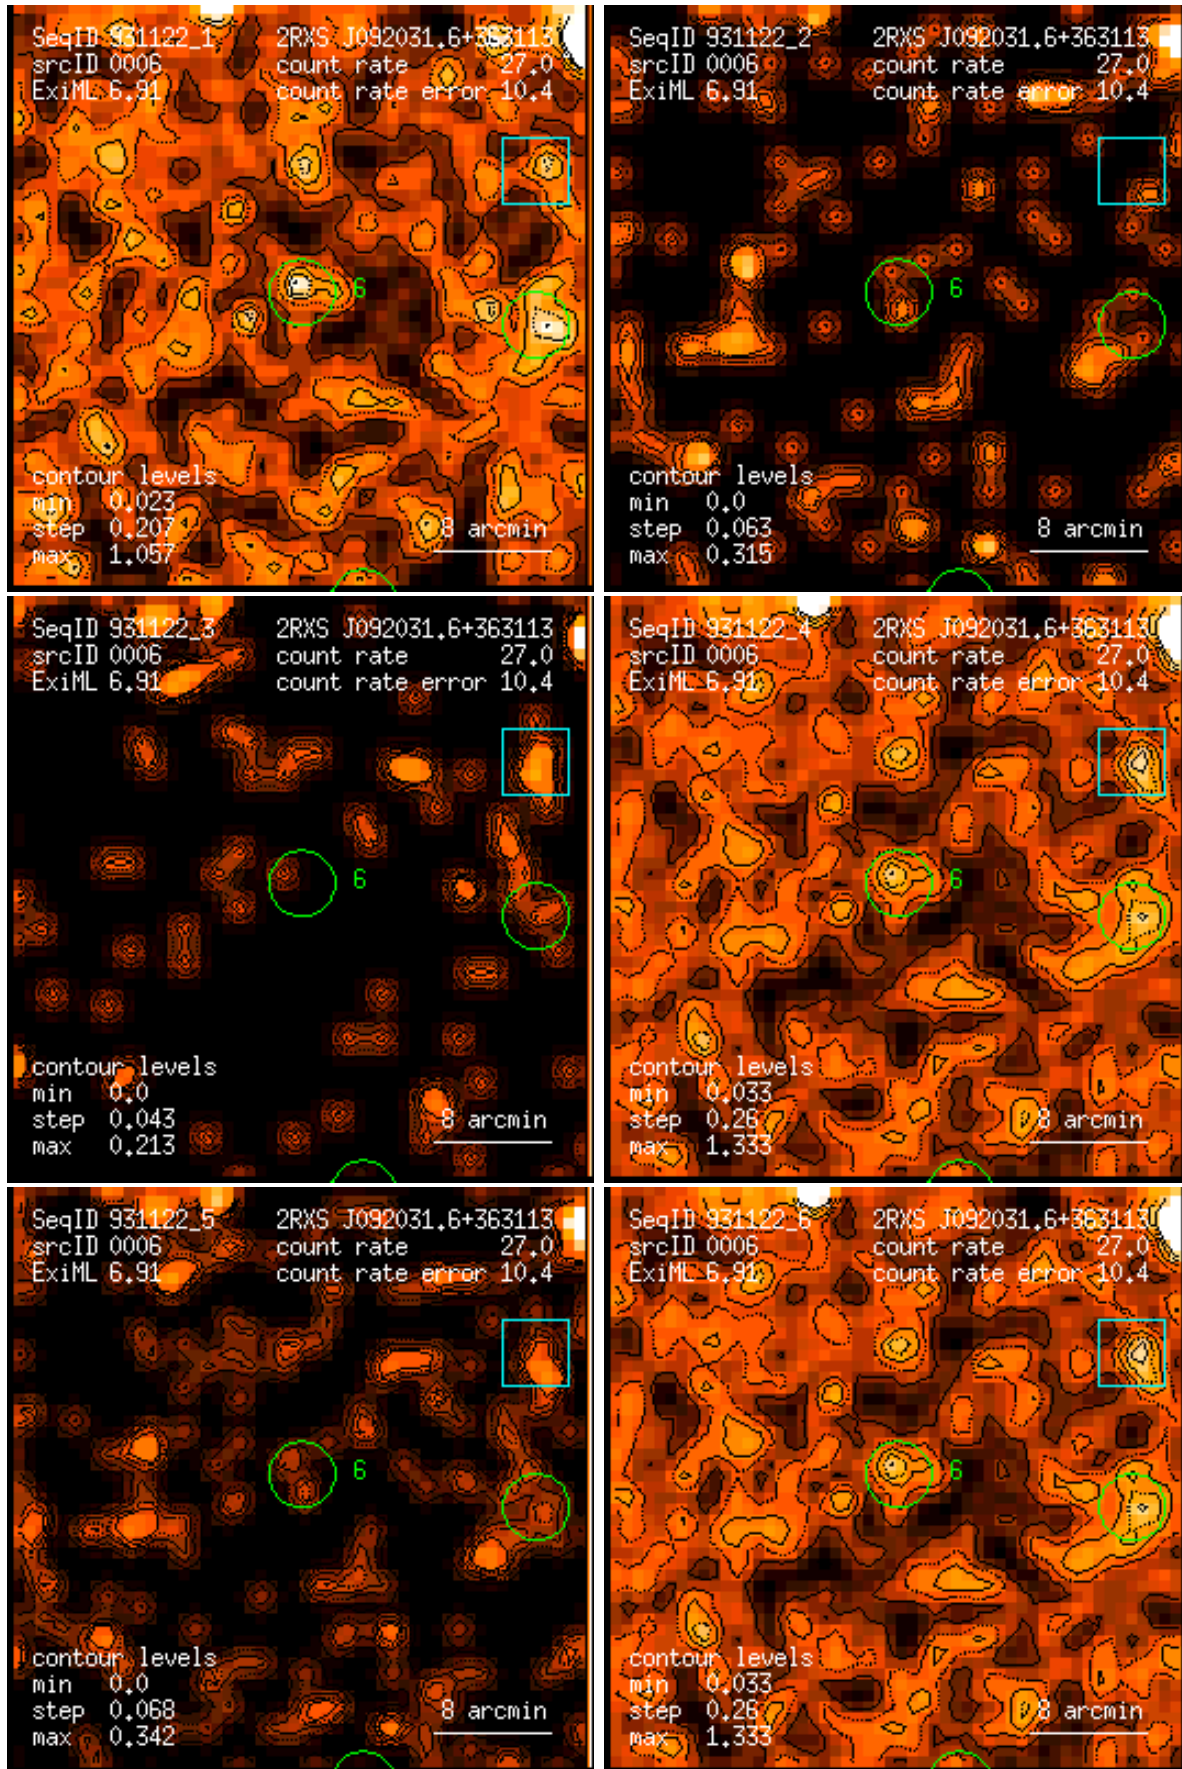 SeqID 931122_1 2RXS J092031.6+363113
srcID 0006 count rate 27.0
ExiML 6.91 count rate error 10.4
6
contour levels
min 0.023
step 0.207
max 1.057
8 arcmin
SeqID 931122_2 2RXS J092031.6+363113
srcID 0006 count rate 27.0
ExiML 6.91 count rate error 10.4
6
contour levels
min 0.0
step 0.063
max 0.315
8 arcmin
SeqID 931122_3 2RXS J092031.6+363113
srcID 0006 count rate 27.0
ExiML 6.91 count rate error 10.4
6
contour levels
min 0.0
step 0.043
max 0.213
8 arcmin
SeqID 931122_4 2RXS J092031.6+363113
srcID 0006 count rate 27.0
ExiML 6.91 count rate error 10.4
6
contour levels
min 0.033
step 0.26
max 1.333
8 arcmin
SeqID 931122_5 2RXS J092031.6+363113
srcID 0006 count rate 27.0
ExiML 6.91 count rate error 10.4
6
contour levels
min 0.0
step 0.068
max 0.342
8 arcmin
SeqID 931122_6 2RXS J092031.6+363113
srcID 0006 count rate 27.0
ExiML 6.91 count rate error 10.4
6
contour levels
min 0.033
step 0.26
max 1.333
8 arcmin